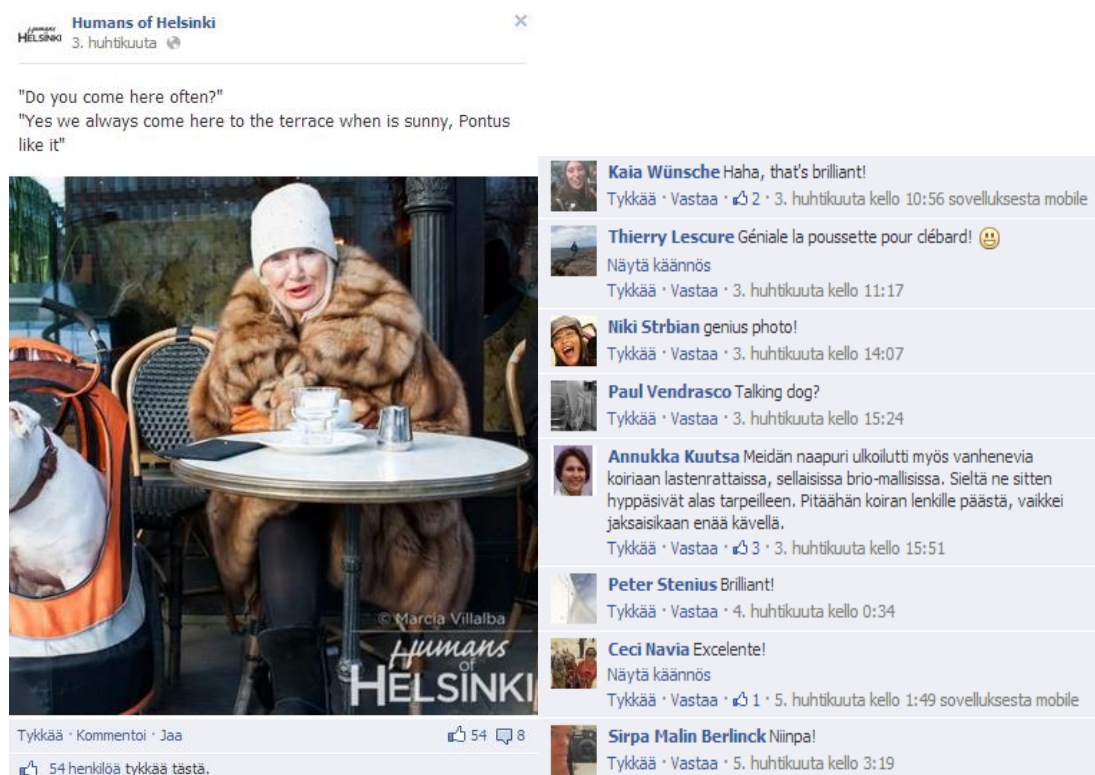 Humans of
HELSINKI
Humans of Helsinki
3. huhtikuuta
"Do you come here often?"
"Yes we always come here to the terrace when is sunny, Pontus
like it"
© Marcia Villalba
Humans
of
HELSINKI
Tykkää · Kommentoi · Jaa
54 8
54 henkilöä tykkää tästä.
Kaia Wünsche Haha, that's brilliant!
Tykkää · Vastaa · 2 · 3. huhtikuuta kello 10:56 sovelluksesta mobile
Thierry Lescure Géniale la poussette pour clébard!
Näytä käännös
Tykkää · Vastaa · 3. huhtikuuta kello 11:17
Niki Strbian genius photo!
Tykkää · Vastaa · 3. huhtikuuta kello 14:07
Paul Vendrasco Talking dog?
Tykkää · Vastaa · 3. huhtikuuta kello 15:24
Annukka Kuutsa Meidän naapuri ulkoilutti myös vanhenevia
koiriaan lastenrattaissa, sellaisissa brio-mallisissa. Sieltä ne sitten
hyppäsivät alas tarpeilleen. Pitäähän koiran lenkille päästä, vaikkei
jaksaisikaan enää kävellä.
Tykkää · Vastaa · 3 · 3. huhtikuuta kello 15:51
Peter Stenius Brilliant!
Tykkää · Vastaa · 4. huhtikuuta kello 0:34
Ceci Navia Excelente!
Näytä käännös
Tykkää · Vastaa · 1 · 5. huhtikuuta kello 1:49 sovelluksesta mobile
Sirpa Malin Berlinck Niinpa!
Tykkää · Vastaa · 5. huhtikuuta kello 3:19